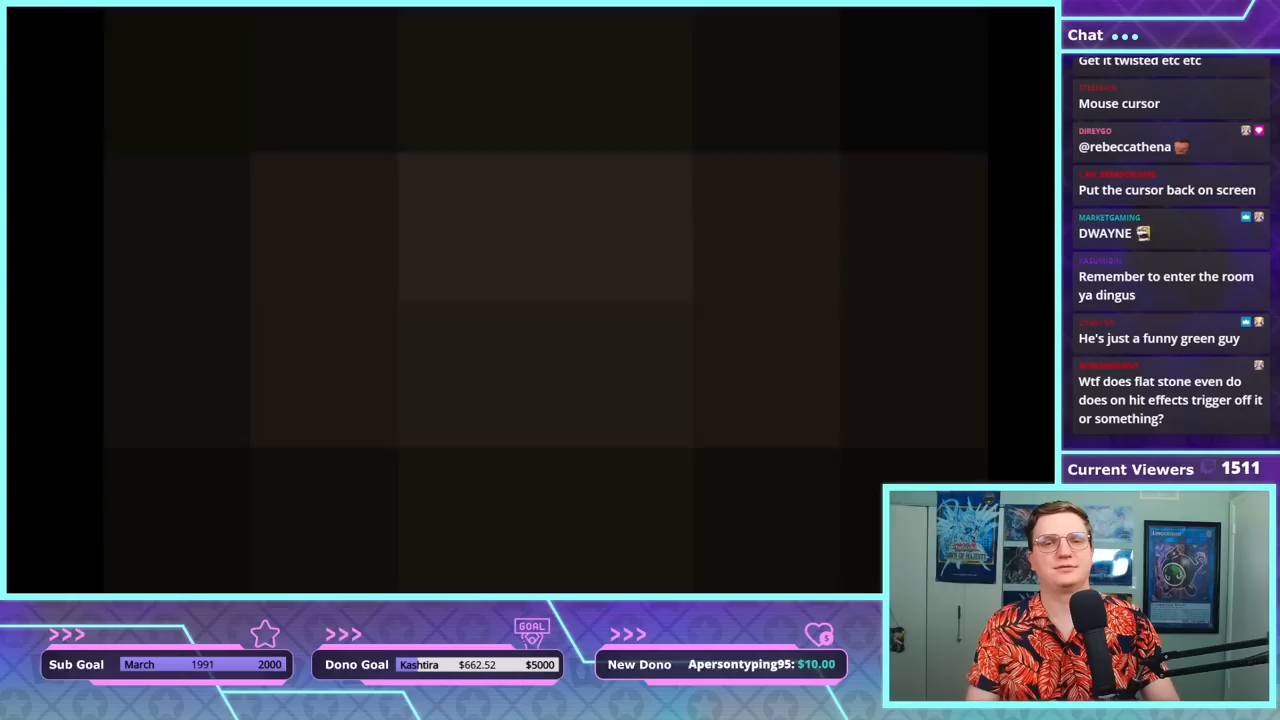 Chat
Get it twisted etc etc
Mouse cursor
DIREYGO
@rebeccathena
Put the cursor back on screen
MARKETGAMING
DWAYNE
Remember to enter the room
ya dingus
He's just a funny green guy
Wtf does flat stone even do
does on hit effects trigger off it
or something?
Current Viewers 1511
>>>
>>>
GOAL
>>>
Sub Goal March 1991 2000
Dono Goal Kashtira $662.52 $5000
New Dono Apersontyping95: $10.00